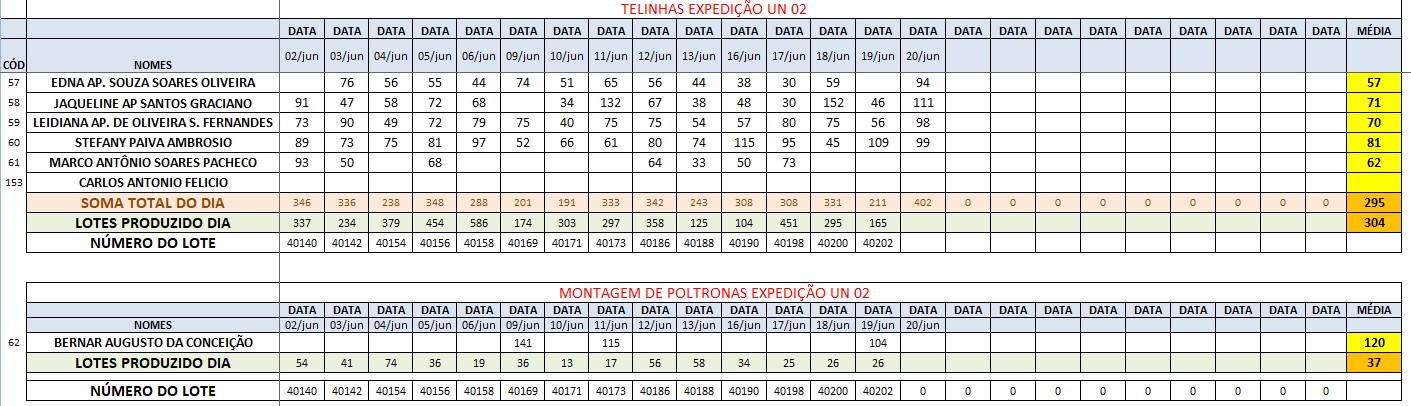 TELINHAS EXPEDIÇÃO UN 02
DATA DATA DATA DATA DATA DATA DATA DATA DATA DATA DATA DATA DATA DATA DATA DATA DATA DATA DATA DATA DATA DATA DATA DATA MÉDIA
CÓD NOMES 02/jun 03/jun 04/jun 05/jun 06/jun 09/jun 10/jun 11/jun 12/jun 13/jun 16/jun 17/jun 18/jun 19/jun 20/jun
57 EDNA AP. SOUZA SOARES OLIVEIRA 76 56 55 44 74 51 65 56 44 38 30 59 94 57
58 JAQUELINE AP SANTOS GRACIANO 91 47 58 72 68 34 132 67 38 48 30 152 46 111 71
59 LEIDIANA AP. DE OLIVEIRA S. FERNANDES 73 90 49 72 79 75 40 75 75 54 57 80 75 56 98 70
60 STEFANY PAIVA AMBROSIO 89 73 75 81 97 52 66 61 80 74 115 95 45 109 99 81
61 MARCO ANTÔNIO SOARES PACHECO 93 50 68 64 33 50 73 62
153 CARLOS ANTONIO FELICIO
SOMA TOTAL DO DIA 346 336 238 348 288 201 191 333 342 243 308 308 331 211 402 0 0 0 0 0 0 0 0 0 295
LOTES PRODUZIDO DIA 337 234 379 454 586 174 303 297 358 125 104 451 295 165 304
NÚMERO DO LOTE 40140 40142 40154 40156 40158 40169 40171 40173 40186 40188 40190 40198 40200 40202
MONTAGEM DE POLTRONAS EXPEDIÇÃO UN 02
DATA DATA DATA DATA DATA DATA DATA DATA DATA DATA DATA DATA DATA DATA DATA DATA DATA DATA DATA DATA DATA DATA DATA DATA MÉDIA
NOMES 02/jun 03/jun 04/jun 05/jun 06/jun 09/jun 10/jun 11/jun 12/jun 13/jun 16/jun 17/jun 18/jun 19/jun 20/jun
62 BERNAR AUGUSTO DA CONCEIÇÃO 141 115 104 120
LOTES PRODUZIDO DIA 54 41 74 36 19 36 13 17 56 58 34 25 26 26 37
NÚMERO DO LOTE 40140 40142 40154 40156 40158 40169 40171 40173 40186 40188 40190 40198 40200 40202 0 0 0 0 0 0 0 0 0 0